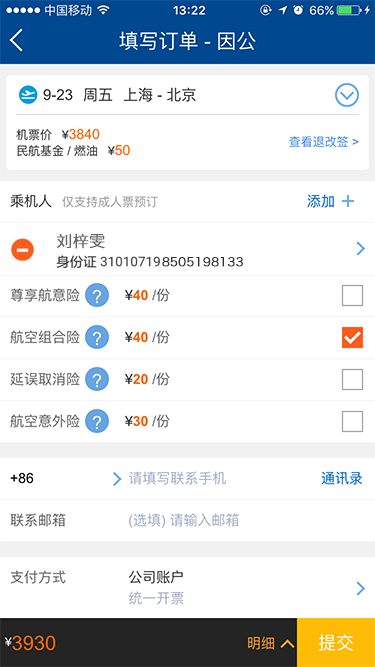 中国移动 13:22 66%
填写订单 - 因公
9-23 周五 上海 - 北京
机票价 ¥3840
民航基金 / 燃油 ¥50 查看退改签 >
乘机人 仅支持成人票预订 添加 +
刘梓雯
身份证 310107198505198133
尊享航意险 ? ¥40 /份
航空组合险 ? ¥40 /份
延误取消险 ? ¥20 /份
航空意外险 ? ¥30 /份
+86 请填写联系手机 通讯录
联系邮箱 (选填) 请输入邮箱
支付方式 公司账户
统一开票
¥3930 明细 提交